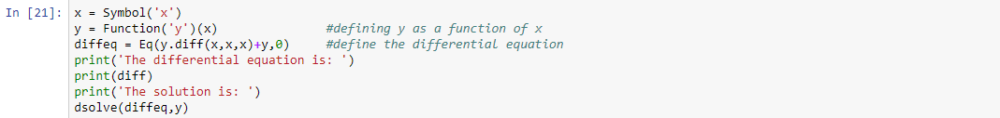 In [21]: x = Symbol('x')
y = Function('y')(x) #defining y as a function of x
diffeq = Eq(y.diff(x,x,x)+y,0) #define the differential equation
print('The differential equation is: ')
print(diff)
print('The solution is: ')
dsolve(diffeq,y)